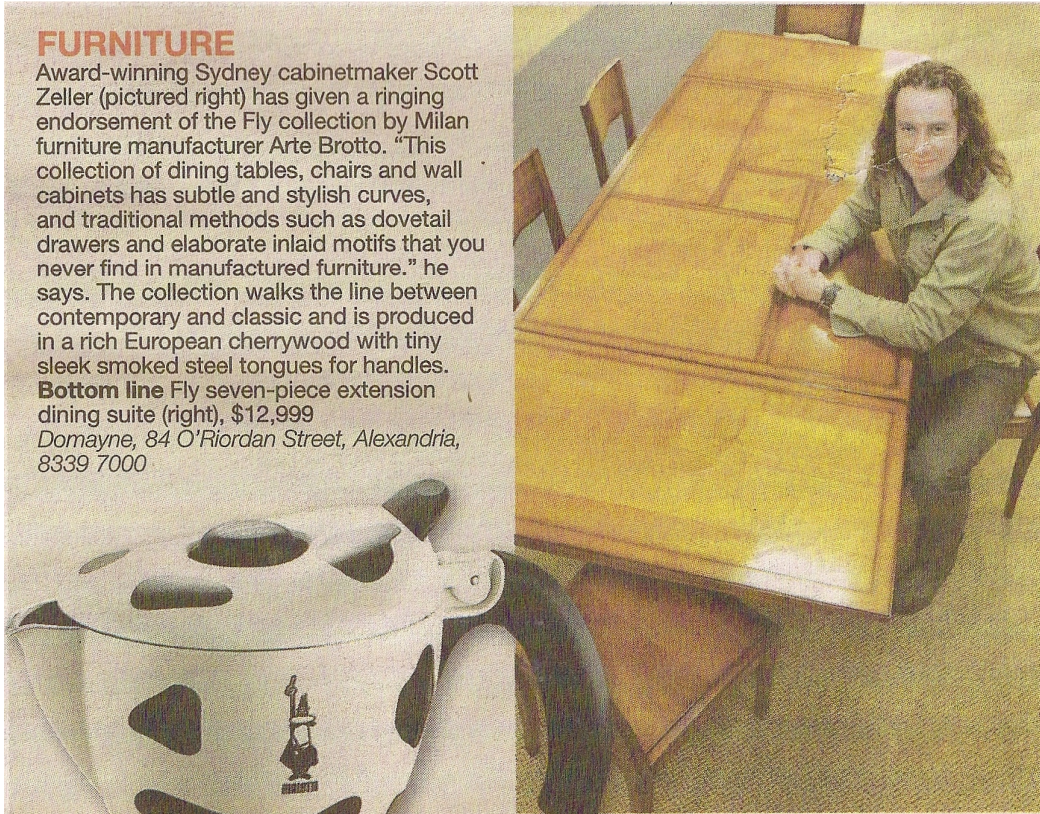 FURNITURE
Award-winning Sydney cabinetmaker Scott
Zeller (pictured right) has given a ringing
endorsement of the Fly collection by Milan
furniture manufacturer Arte Brotto. “This
collection of dining tables, chairs and wall
cabinets has subtle and stylish curves,
and traditional methods such as dovetail
drawers and elaborate inlaid motifs that you
never find in manufactured furniture.” he
says. The collection walks the line between
contemporary and classic and is produced
in a rich European cherrywood with tiny
sleek smoked steel tongues for handles.
Bottom line Fly seven-piece extension
dining suite (right), $12,999
Domayne, 84 O’Riordan Street, Alexandria,
8339 7000
BIALETTI